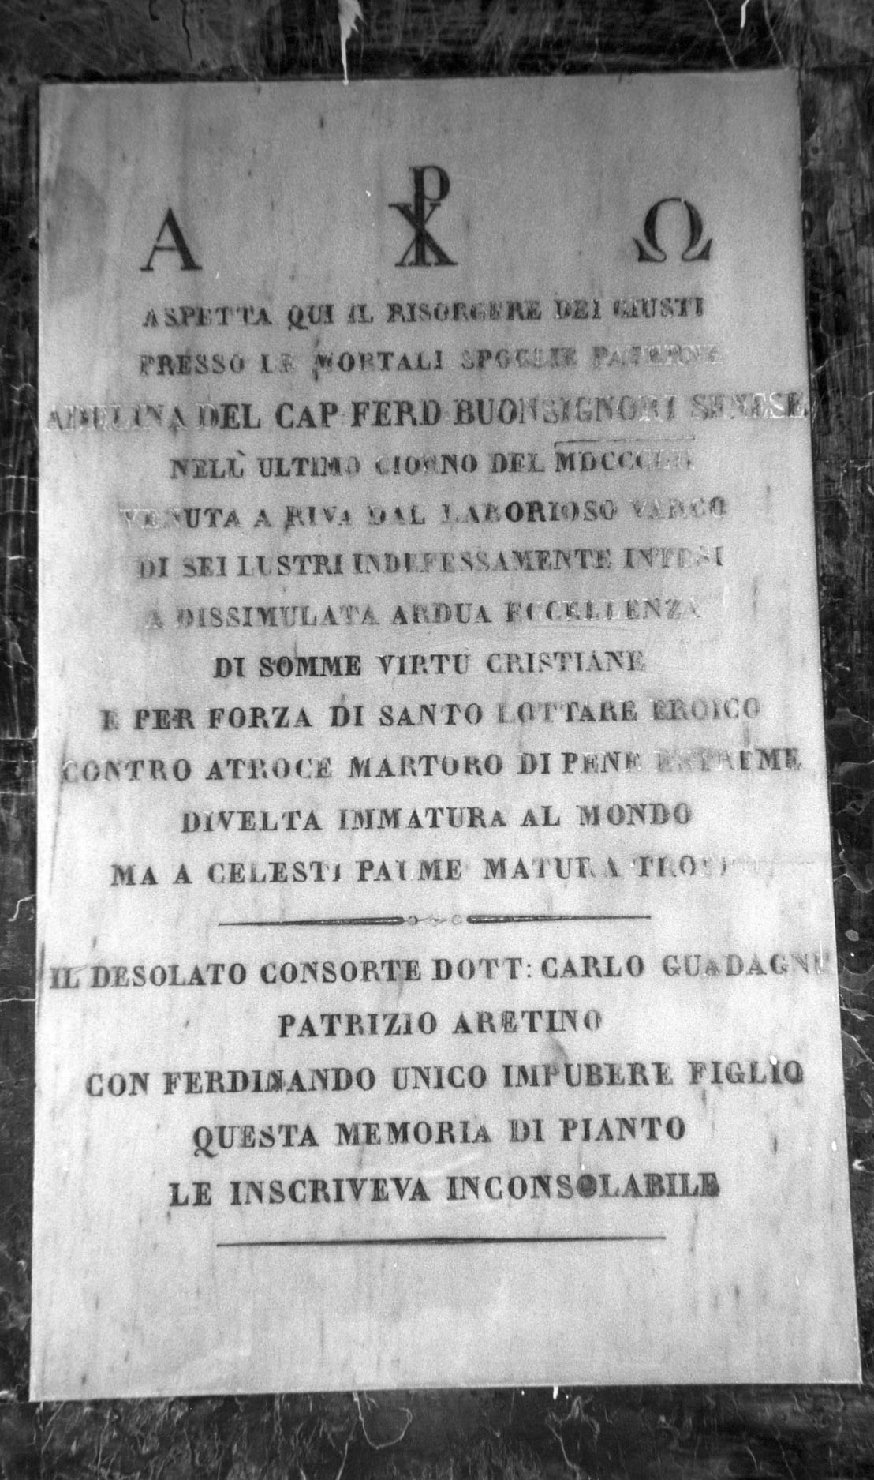 Α ☧ Ω
ASPETTA QUI IL RISORGERE DEI GIUSTI
PRESSO LE MORTALI SPOGLIE PATERNE
ADELINA DEL CAP FERD BUONSIGNORI SENESE
NELL' ULTIMO GIORNO DEL
VENUTA A RIVA DAL LABORIOSO VARCO
DI SEI LUSTRI INDEFESSAMENTE INTESI
A DISSIMULATA ARDUA ECCELLENZA
DI SOMME VIRTU CRISTIANE
E PER FORZA DI SANTO LOTTARE EROICO
CONTRO ATROCE MARTORO DI PENE ESTREME
DIVELTA IMMATURA AL MONDO
MA A CELESTI PALME MATURA
IL DESOLATO CONSORTE DOTT: CARLO GUADAGNI
PATRIZIO ARETINO
CON FERDINANDO UNICO IMPUBERE FIGLIO
QUESTA MEMORIA DI PIANTO
LE INSCRIVEVA INCONSOLABILE